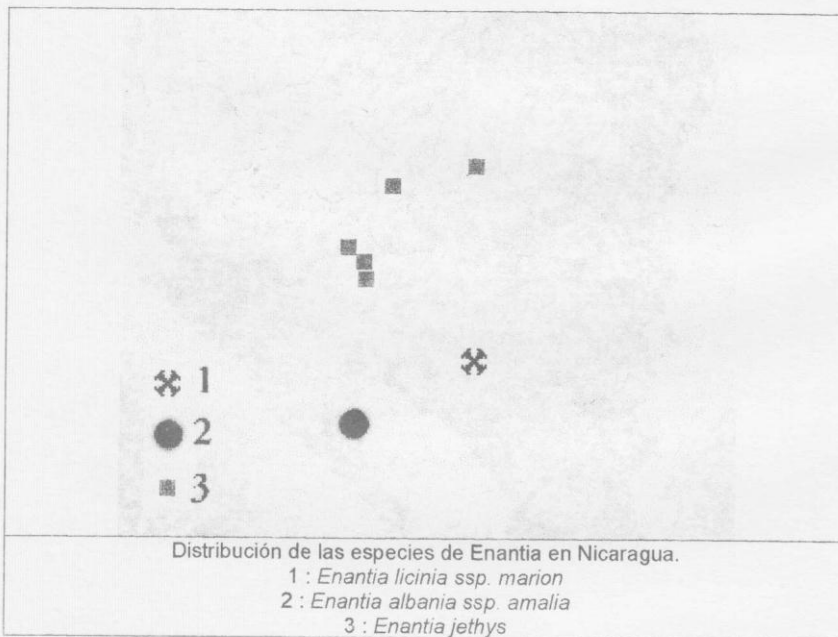 1
2
3
Distribución de las especies de Enantia en Nicaragua.
1 : Enantia licinia ssp. marion
2 : Enantia albania ssp. amalia
3 : Enantia jethys